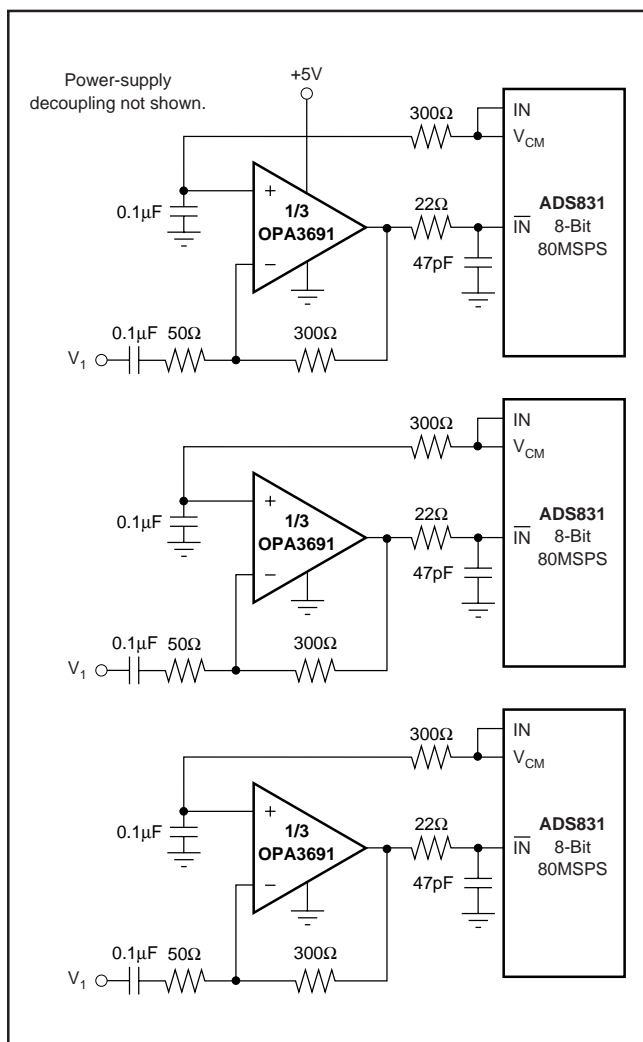 Power-supply
decoupling not shown.
+5V
300Ω
IN
V_CM
0.1µF
+
1/3
OPA3691
−
22Ω
47pF
IN̅
ADS831
8-Bit
80MSPS
0.1µF
50Ω
300Ω
V₁
300Ω
IN
V_CM
0.1µF
+
1/3
OPA3691
−
22Ω
47pF
IN̅
ADS831
8-Bit
80MSPS
0.1µF
50Ω
300Ω
V₁
300Ω
IN
V_CM
0.1µF
+
1/3
OPA3691
−
22Ω
47pF
IN̅
ADS831
8-Bit
80MSPS
0.1µF
50Ω
300Ω
V₁